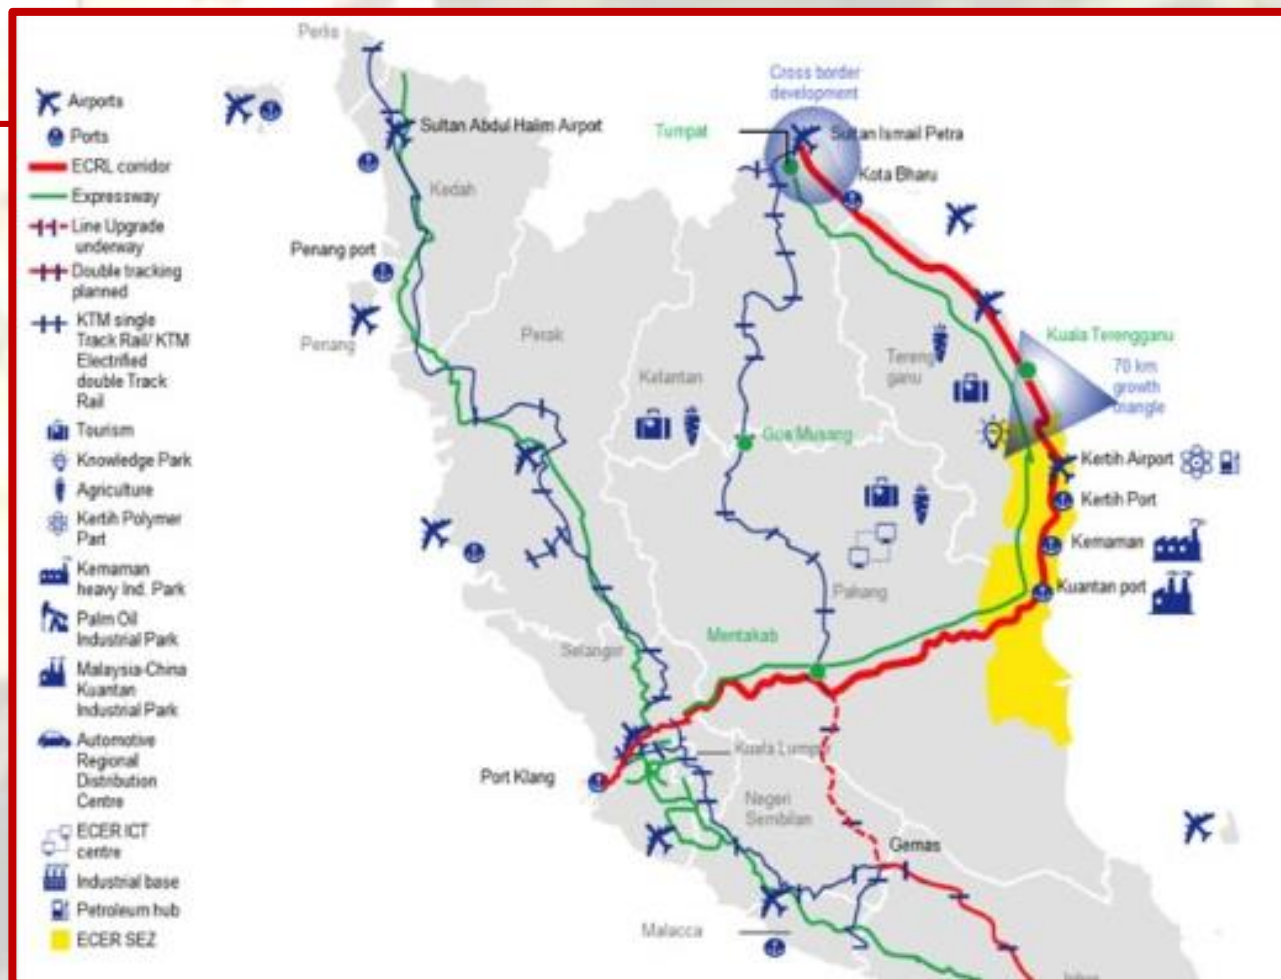 Airports
Ports
ECRL corridor
Expressway
Line Upgrade
underway
Double tracking
planned
KTM single
Track Rail/ KTM
Electrified
double Track
Rail
Tourism
Knowledge Park
Agriculture
Kertih Polymer
Part
Kemaman
heavy Ind. Park
Palm Oil
Industrial Park
Malaysia-China
Kuantan
Industrial Park
Automotive
Regional
Distribution
Centre
ECER ICT
centre
Industrial base
Petroleum hub
ECER SEZ
Perlis
Cross border
development
Sultan Abdul Halim Airport
Tumpat
Sultan Ismail Petra
Kota Bharu
Kedah
Penang port
Penang
Perak
Kelantan
Tereng
ganu
Kuala Terengganu
70 km
growth
triangle
Gua Musang
Kertih Airport
Kertih Port
Kemaman
Kuantan port
Pahang
Mentakab
Selangor
Kuala Lumpur
Port Klang
Negeri
Sembilan
Gemas
Malacca